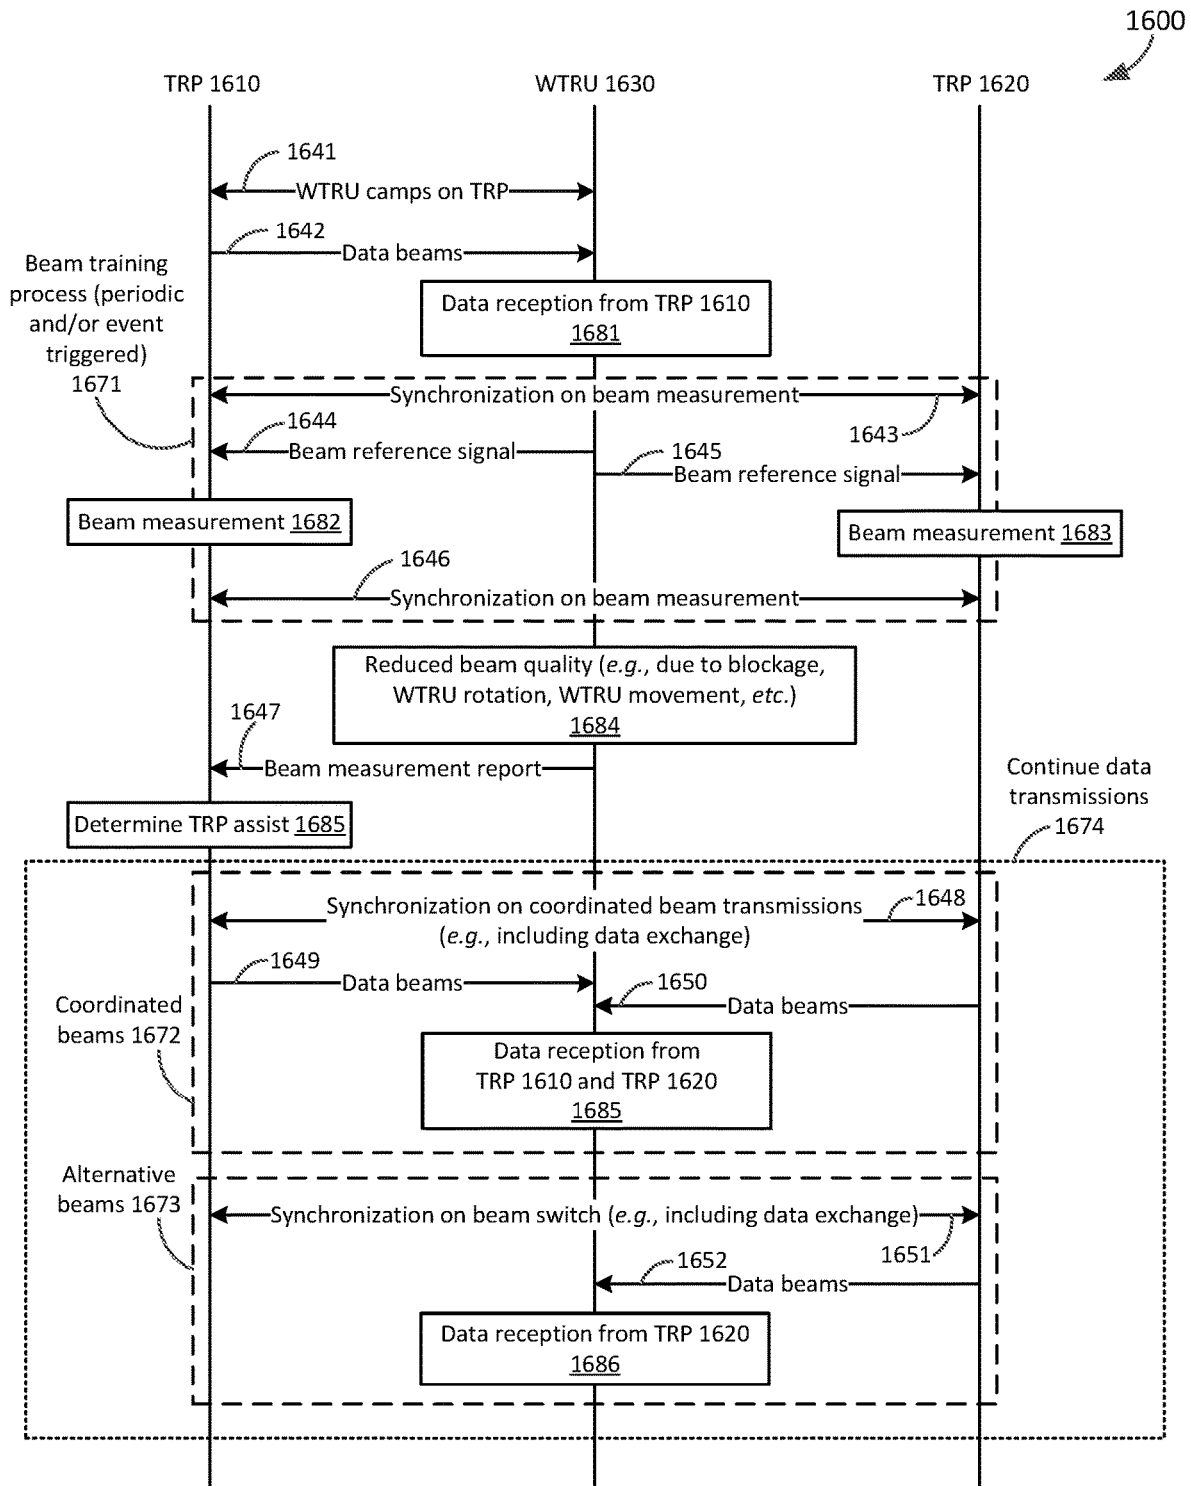 1600
TRP 1610
WTRU 1630
TRP 1620
1641
WTRU camps on TRP
1642
Data beams
Beam training
process (periodic
and/or event
triggered)
1671
Data reception from TRP 1610
1681
Synchronization on beam measurement
1643
1644
Beam reference signal
1645
Beam reference signal
Beam measurement 1682
Beam measurement 1683
1646
Synchronization on beam measurement
Reduced beam quality (e.g., due to blockage,
WTRU rotation, WTRU movement, etc.)
1684
1647
Beam measurement report
Continue data
transmissions
1674
Determine TRP assist 1685
Synchronization on coordinated beam transmissions
(e.g., including data exchange)
1648
1649
Data beams
1650
Data beams
Coordinated
beams 1672
Data reception from
TRP 1610 and TRP 1620
1685
Alternative
beams 1673
Synchronization on beam switch (e.g., including data exchange)
1651
1652
Data beams
Data reception from TRP 1620
1686